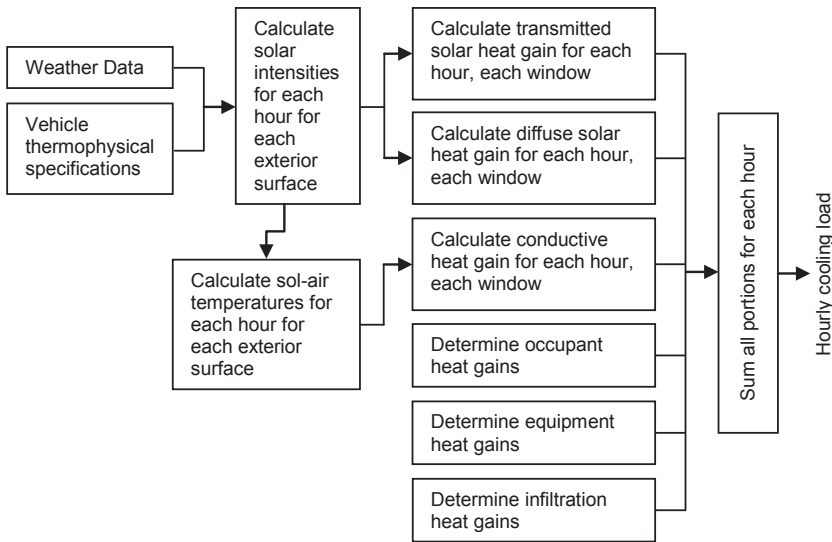 Weather Data
Vehicle
thermophysical
specifications
Calculate
solar
intensities
for each
hour for
each
exterior
surface
Calculate sol-air
temperatures for
each hour for
each exterior
surface
Calculate transmitted
solar heat gain for each
hour, each window
Calculate diffuse solar
heat gain for each hour,
each window
Calculate conductive
heat gain for each hour,
each window
Determine occupant
heat gains
Determine equipment
heat gains
Determine infiltration
heat gains
Sum all portions for each hour
Hourly cooling load